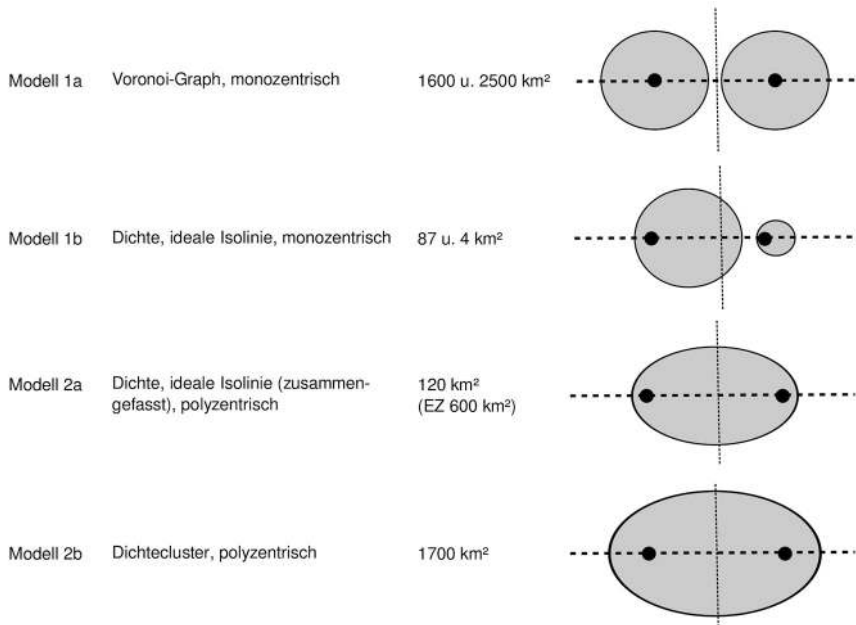 Modell 1a Voronoi-Graph, monozentrisch 1600 u. 2500 km²
Modell 1b Dichte, ideale Isolinie, monozentrisch 87 u. 4 km²
Modell 2a Dichte, ideale Isolinie (zusammen- 120 km²
gefasst), polyzentrisch (EZ 600 km²)
Modell 2b Dichtecluster, polyzentrisch 1700 km²